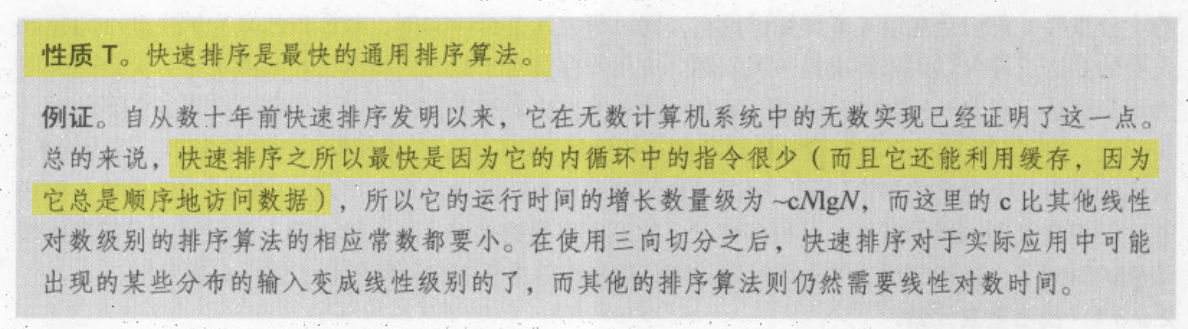 性质 T。快速排序是最快的通用排序算法。
例证。自从数十年前快速排序发明以来，它在无数计算机系统中的无数实现已经证明了这一点。
总的来说，快速排序之所以最快是因为它的内循环中的指令很少（而且它还能利用缓存，因为
它总是顺序地访问数据），所以它的运行时间的增长数量级为 ~cNlgN，而这里的 c 比其他线性
对数级别的排序算法的相应常数都要小。在使用三向切分之后，快速排序对于实际应用中可能
出现的某些分布的输入变成线性级别的了，而其他的排序算法则仍然需要线性对数时间。